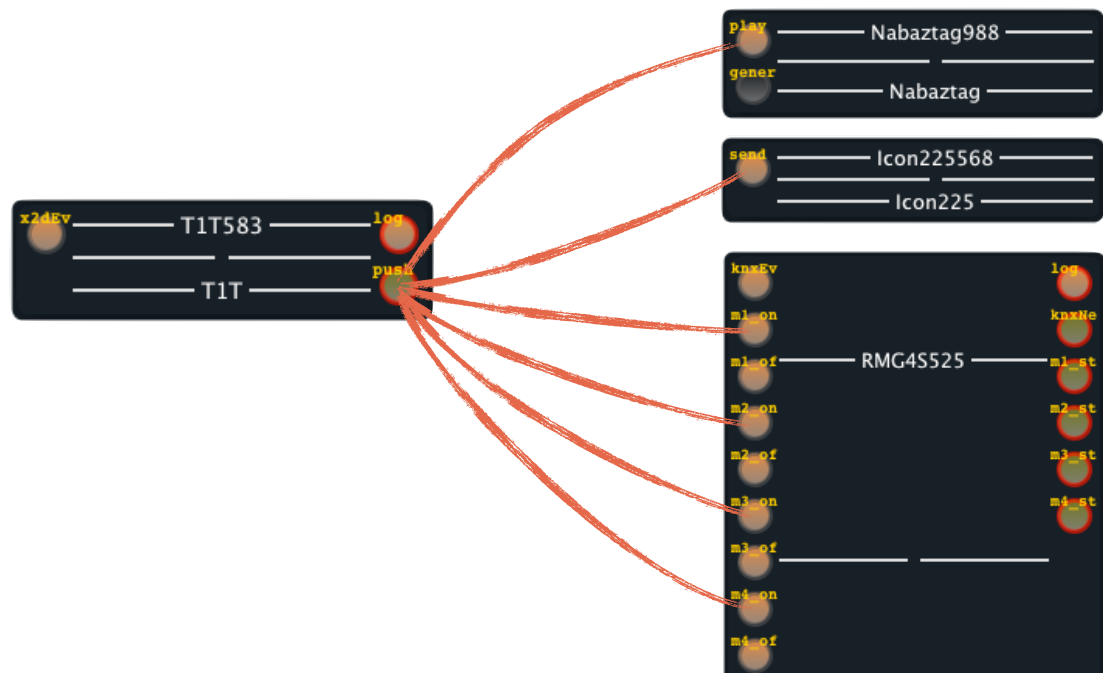 x2dEv
T1T583
log
push
T1T
play
Nabaztag988
gener
Nabaztag
send
Icon225568
Icon225
knxEv
log
m1_on
knxNe
m1_of
RMG4S525
m1_st
m2_on
m2_st
m2_of
m3_st
m3_on
m4_st
m3_of
m4_on
m4_of